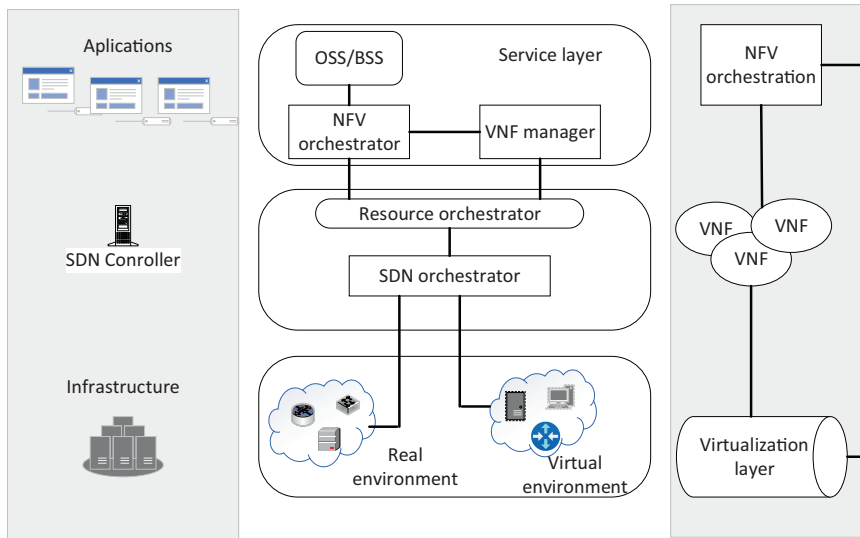 Aplications
SDN Conroller
Infrastructure
OSS/BSS
Service layer
NFV
orchestrator
VNF manager
Resource orchestrator
SDN orchestrator
Real
environment
Virtual
environment
NFV
orchestration
VNF
VNF
VNF
Virtualization
layer